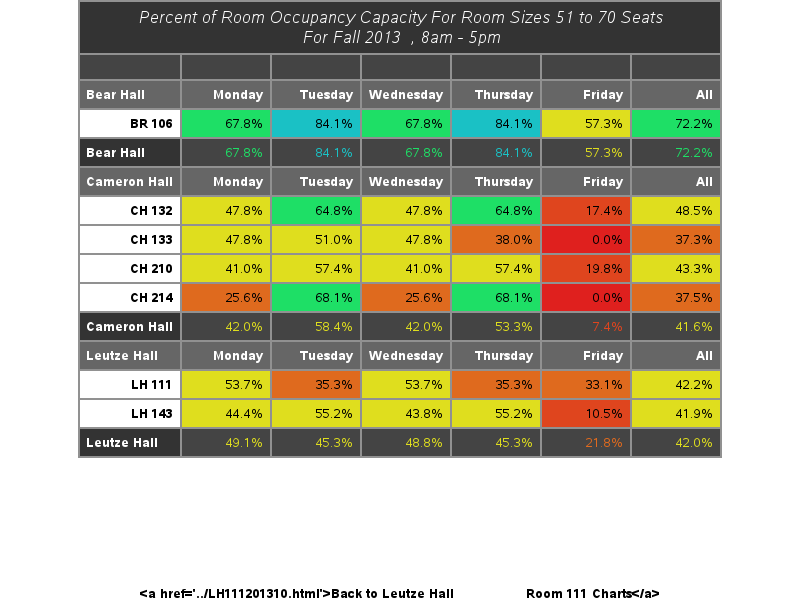 Percent of Room Occupancy Capacity For Room Sizes 51 to 70 Seats
For Fall 2013 , 8am - 5pm
Bear Hall Monday Tuesday Wednesday Thursday Friday All
BR 106 67.8% 84.1% 67.8% 84.1% 57.3% 72.2%
Bear Hall 67.8% 84.1% 67.8% 84.1% 57.3% 72.2%
Cameron Hall Monday Tuesday Wednesday Thursday Friday All
CH 132 47.8% 64.8% 47.8% 64.8% 17.4% 48.5%
CH 133 47.8% 51.0% 47.8% 38.0% 0.0% 37.3%
CH 210 41.0% 57.4% 41.0% 57.4% 19.8% 43.3%
CH 214 25.6% 68.1% 25.6% 68.1% 0.0% 37.5%
Cameron Hall 42.0% 58.4% 42.0% 53.3% 7.4% 41.6%
Leutze Hall Monday Tuesday Wednesday Thursday Friday All
LH 111 53.7% 35.3% 53.7% 35.3% 33.1% 42.2%
LH 143 44.4% 55.2% 43.8% 55.2% 10.5% 41.9%
Leutze Hall 49.1% 45.3% 48.8% 45.3% 21.8% 42.0%
<a href='../LH111201310.html'>Back to Leutze Hall Room 111 Charts</a>